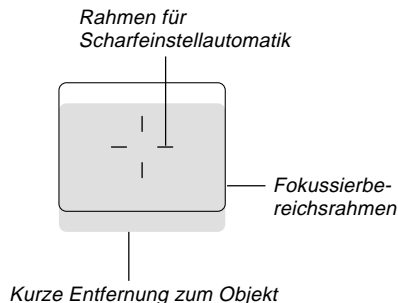 Rahmen für
Scharfeinstellautomatik
Fokussierbe-
reichsrahmen
Kurze Entfernung zum Objekt